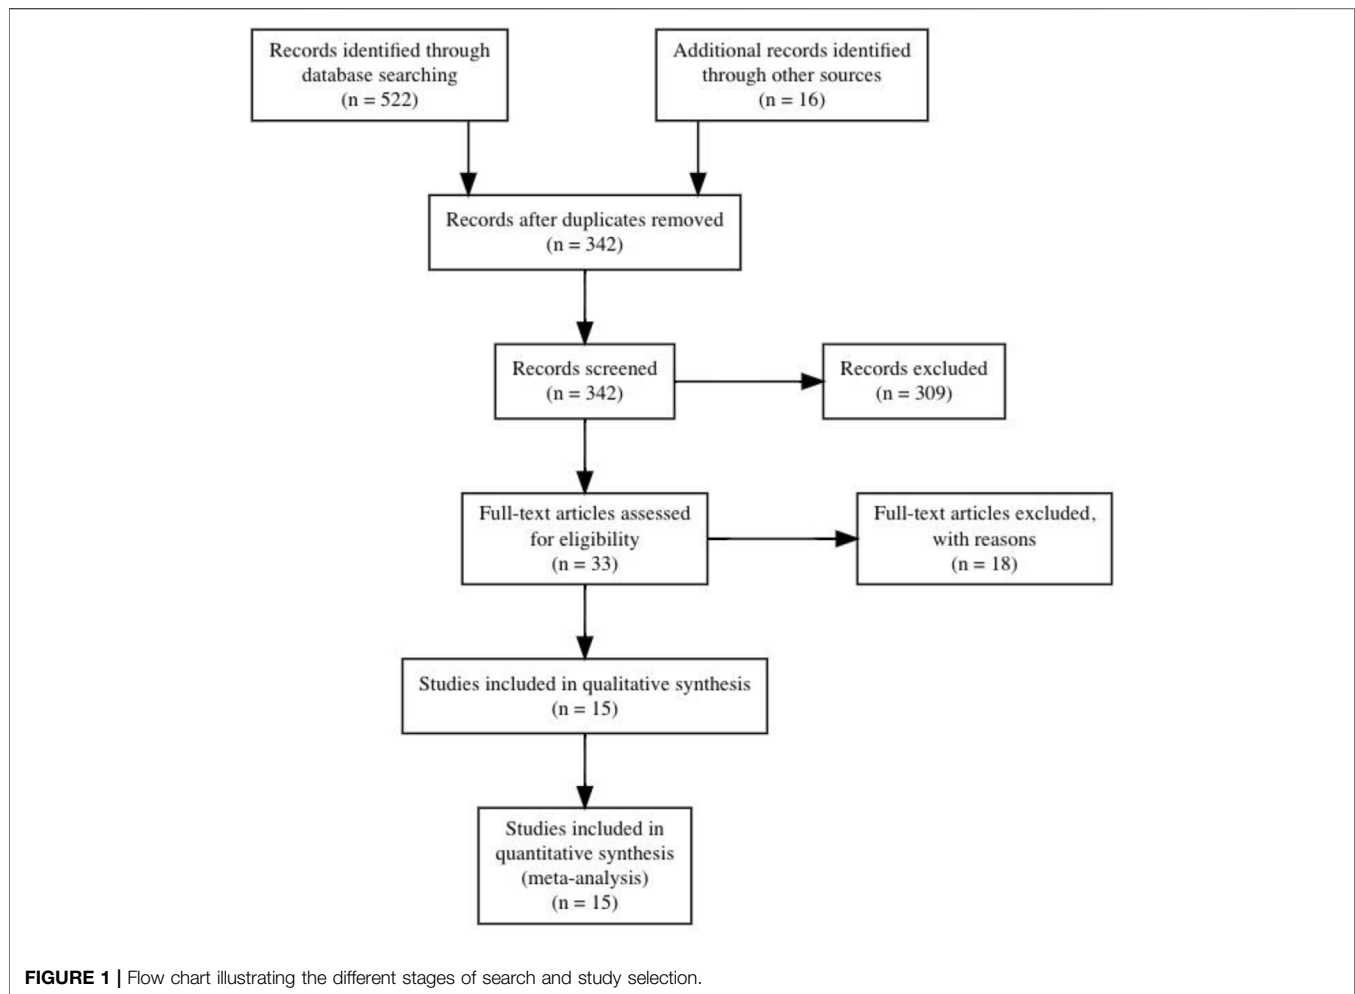 Records identified through
database searching
(n = 522)
Additional records identified
through other sources
(n = 16)
Records after duplicates removed
(n = 342)
Records screened
(n = 342)
Records excluded
(n = 309)
Full-text articles assessed
for eligibility
(n = 33)
Full-text articles excluded,
with reasons
(n = 18)
Studies included in qualitative synthesis
(n = 15)
Studies included in
quantitative synthesis
(meta-analysis)
(n = 15)
FIGURE 1 | Flow chart illustrating the different stages of search and study selection.